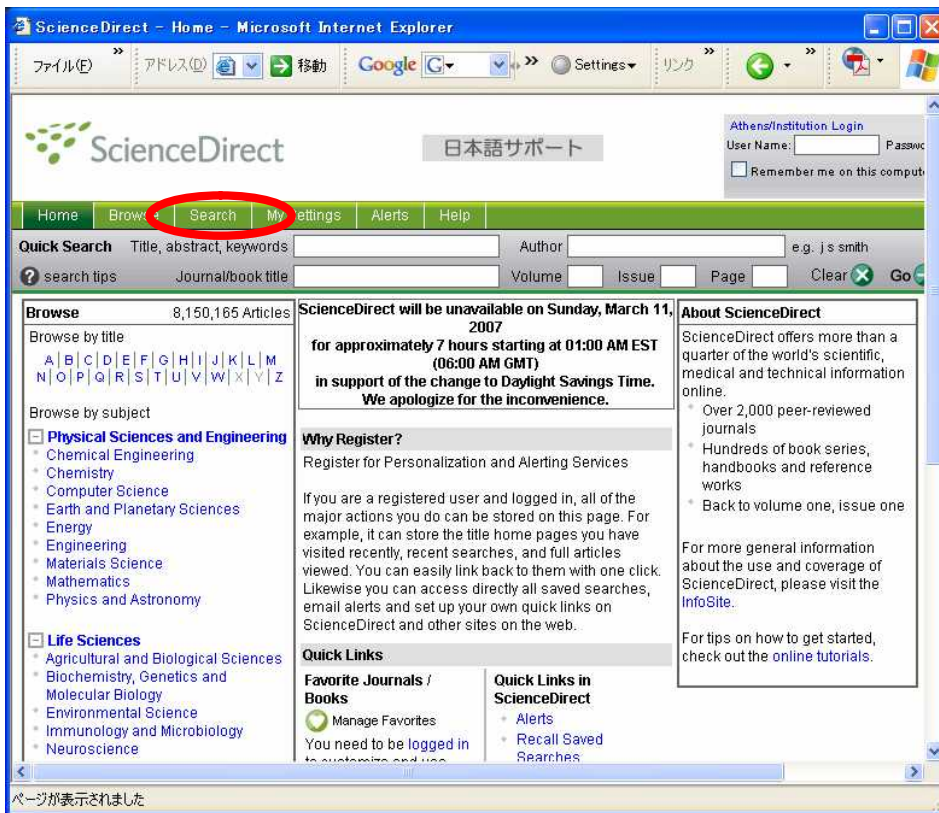 ScienceDirect - Home - Microsoft Internet Explorer
ファイル(F) » アドレス(D) 移動 Google G » Settings リンク » »
ScienceDirect
日本語サポート
Athens/Institution Login
User Name:
Remember me on this compute
Home Browse Search My Settings Alerts Help
Quick Search Title, abstract, keywords Author e.g. j s smith
search tips Journal/book title Volume Issue Page Clear Go
Browse 8,150,165 Articles
Browse by title
A|B|C|D|E|F|G|H|I|J|K|L|M
N|O|P|Q|R|S|T|U|V|W|X|Y|Z
Browse by subject
Physical Sciences and Engineering
Chemical Engineering
Chemistry
Computer Science
Earth and Planetary Sciences
Energy
Engineering
Materials Science
Mathematics
Physics and Astronomy
Life Sciences
Agricultural and Biological Sciences
Biochemistry, Genetics and
Molecular Biology
Environmental Science
Immunology and Microbiology
Neuroscience
ScienceDirect will be unavailable on Sunday, March 11,
2007
for approximately 7 hours starting at 01:00 AM EST
(06:00 AM GMT)
in support of the change to Daylight Savings Time.
We apologize for the inconvenience.
Why Register?
Register for Personalization and Alerting Services
If you are a registered user and logged in, all of the
major actions you do can be stored on this page. For
example, it can store the title home pages you have
visited recently, recent searches, and full articles
viewed. You can easily link back to them with one click.
Likewise you can access directly all saved searches,
email alerts and set up your own quick links on
ScienceDirect and other sites on the web.
Quick Links
Favorite Journals /
Books
Manage Favorites
You need to be logged in
Quick Links in
ScienceDirect
Alerts
Recall Saved
Searches
About ScienceDirect
ScienceDirect offers more than a
quarter of the world's scientific,
medical and technical information
online.
Over 2,000 peer-reviewed
journals
Hundreds of book series,
handbooks and reference
works
Back to volume one, issue one
For more general information
about the use and coverage of
ScienceDirect, please visit the
InfoSite.
For tips on how to get started,
check out the online tutorials.
ページが表示されました